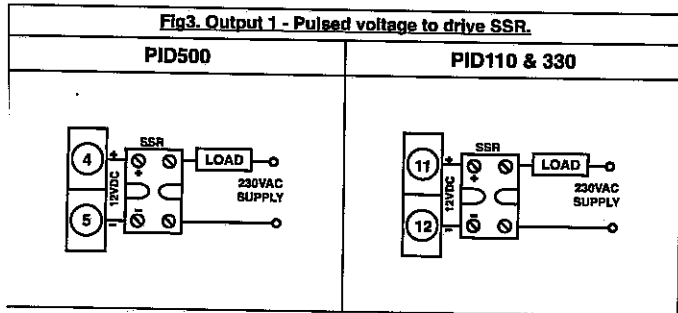 Fig3. Output 1 - Pulsed voltage to drive SSR.
PID500
PID110 & 330
SSR
4
+
+
LOAD
12VDC
230VAC
SUPPLY
5
-
=
SSR
11
+
+
LOAD
12VDC
230VAC
SUPPLY
12
-
=